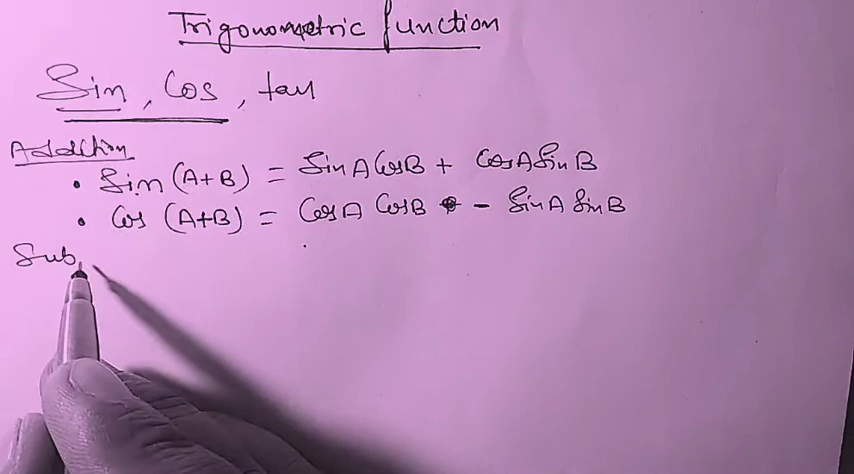 Trigonometric function
Sin, Cos, tan
Addition
• Sin (A+B) = Sin A Cos B + Cos A Sin B
• Cos (A+B) = Cos A Cos B - Sin A Sin B
Sub